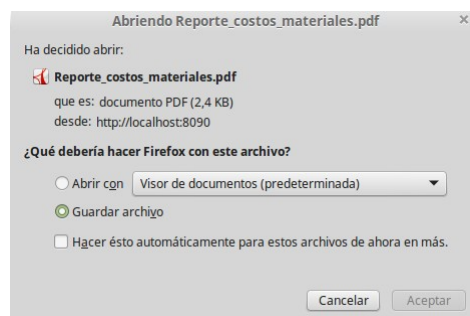 Abriendo Reporte_costos_materiales.pdf
Ha decidido abrir:
Reporte_costos_materiales.pdf
que es: documento PDF (2,4 KB)
desde: http://localhost:8090
¿Qué debería hacer Firefox con este archivo?
Abrir con Visor de documentos (predeterminada)
Guardar archivo
Hacer ésto automáticamente para estos archivos de ahora en más.
Cancelar Aceptar